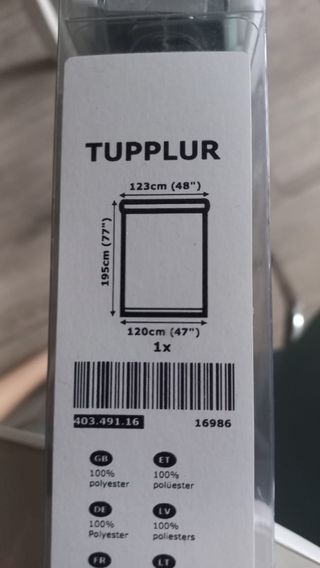 TUPPLUR
123cm (48")
195cm (77")
120cm (47")
1x
403.491.16 16986
GB ET
100% 100%
polyester polüester
DE LV
100% 100%
Polyester poliesters
FR LT